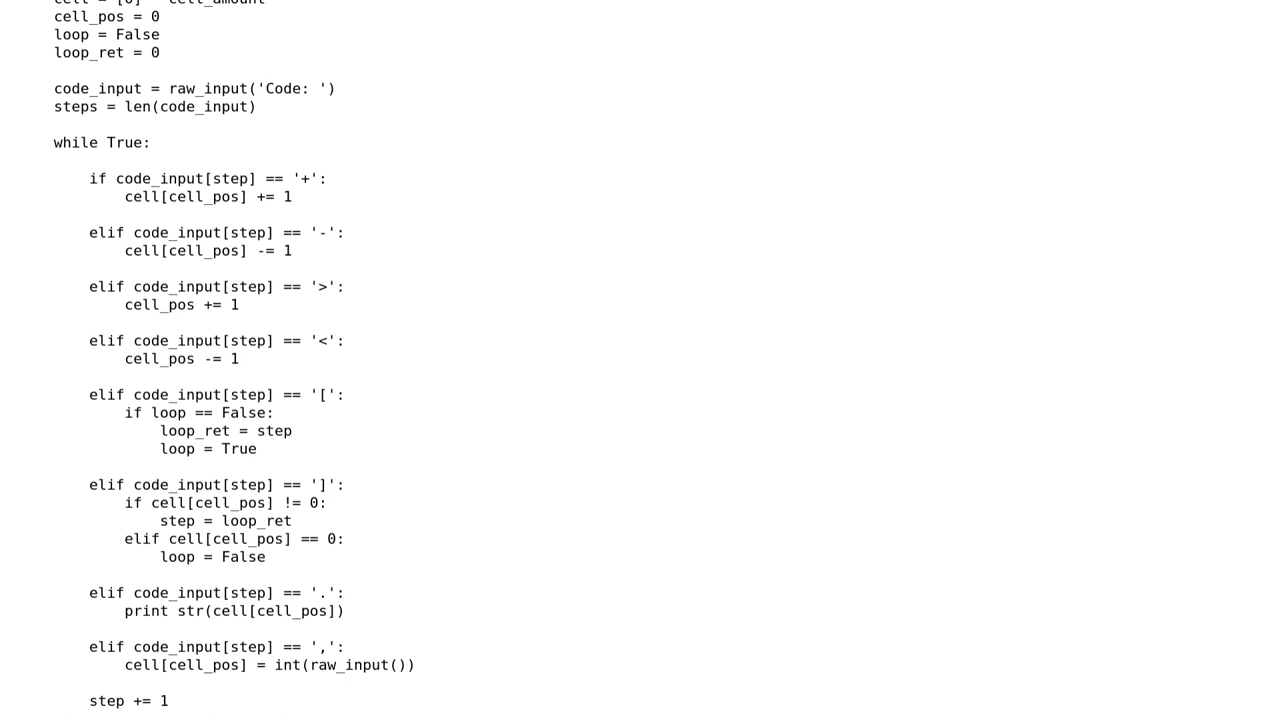 cell_pos = 0
loop = False
loop_ret = 0

code_input = raw_input('Code: ')
steps = len(code_input)

while True:

    if code_input[step] == '+':
        cell[cell_pos] += 1

    elif code_input[step] == '-':
        cell[cell_pos] -= 1

    elif code_input[step] == '>':
        cell_pos += 1

    elif code_input[step] == '<':
        cell_pos -= 1

    elif code_input[step] == '[':
        if loop == False:
            loop_ret = step
            loop = True

    elif code_input[step] == ']':
        if cell[cell_pos] != 0:
            step = loop_ret
        elif cell[cell_pos] == 0:
            loop = False

    elif code_input[step] == '.':
        print str(cell[cell_pos])

    elif code_input[step] == ',':
        cell[cell_pos] = int(raw_input())

    step += 1